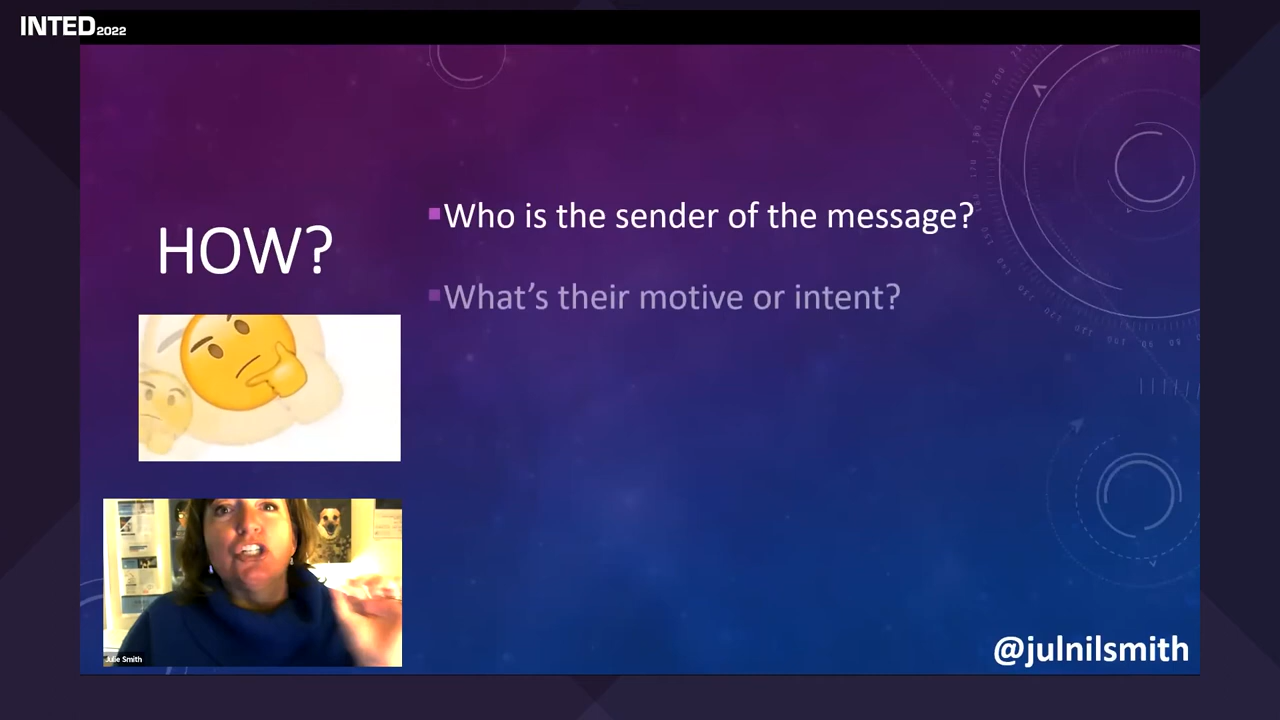 INTED2022
HOW?
Who is the sender of the message?
What's their motive or intent?
Julie Smith
@julnilsmith